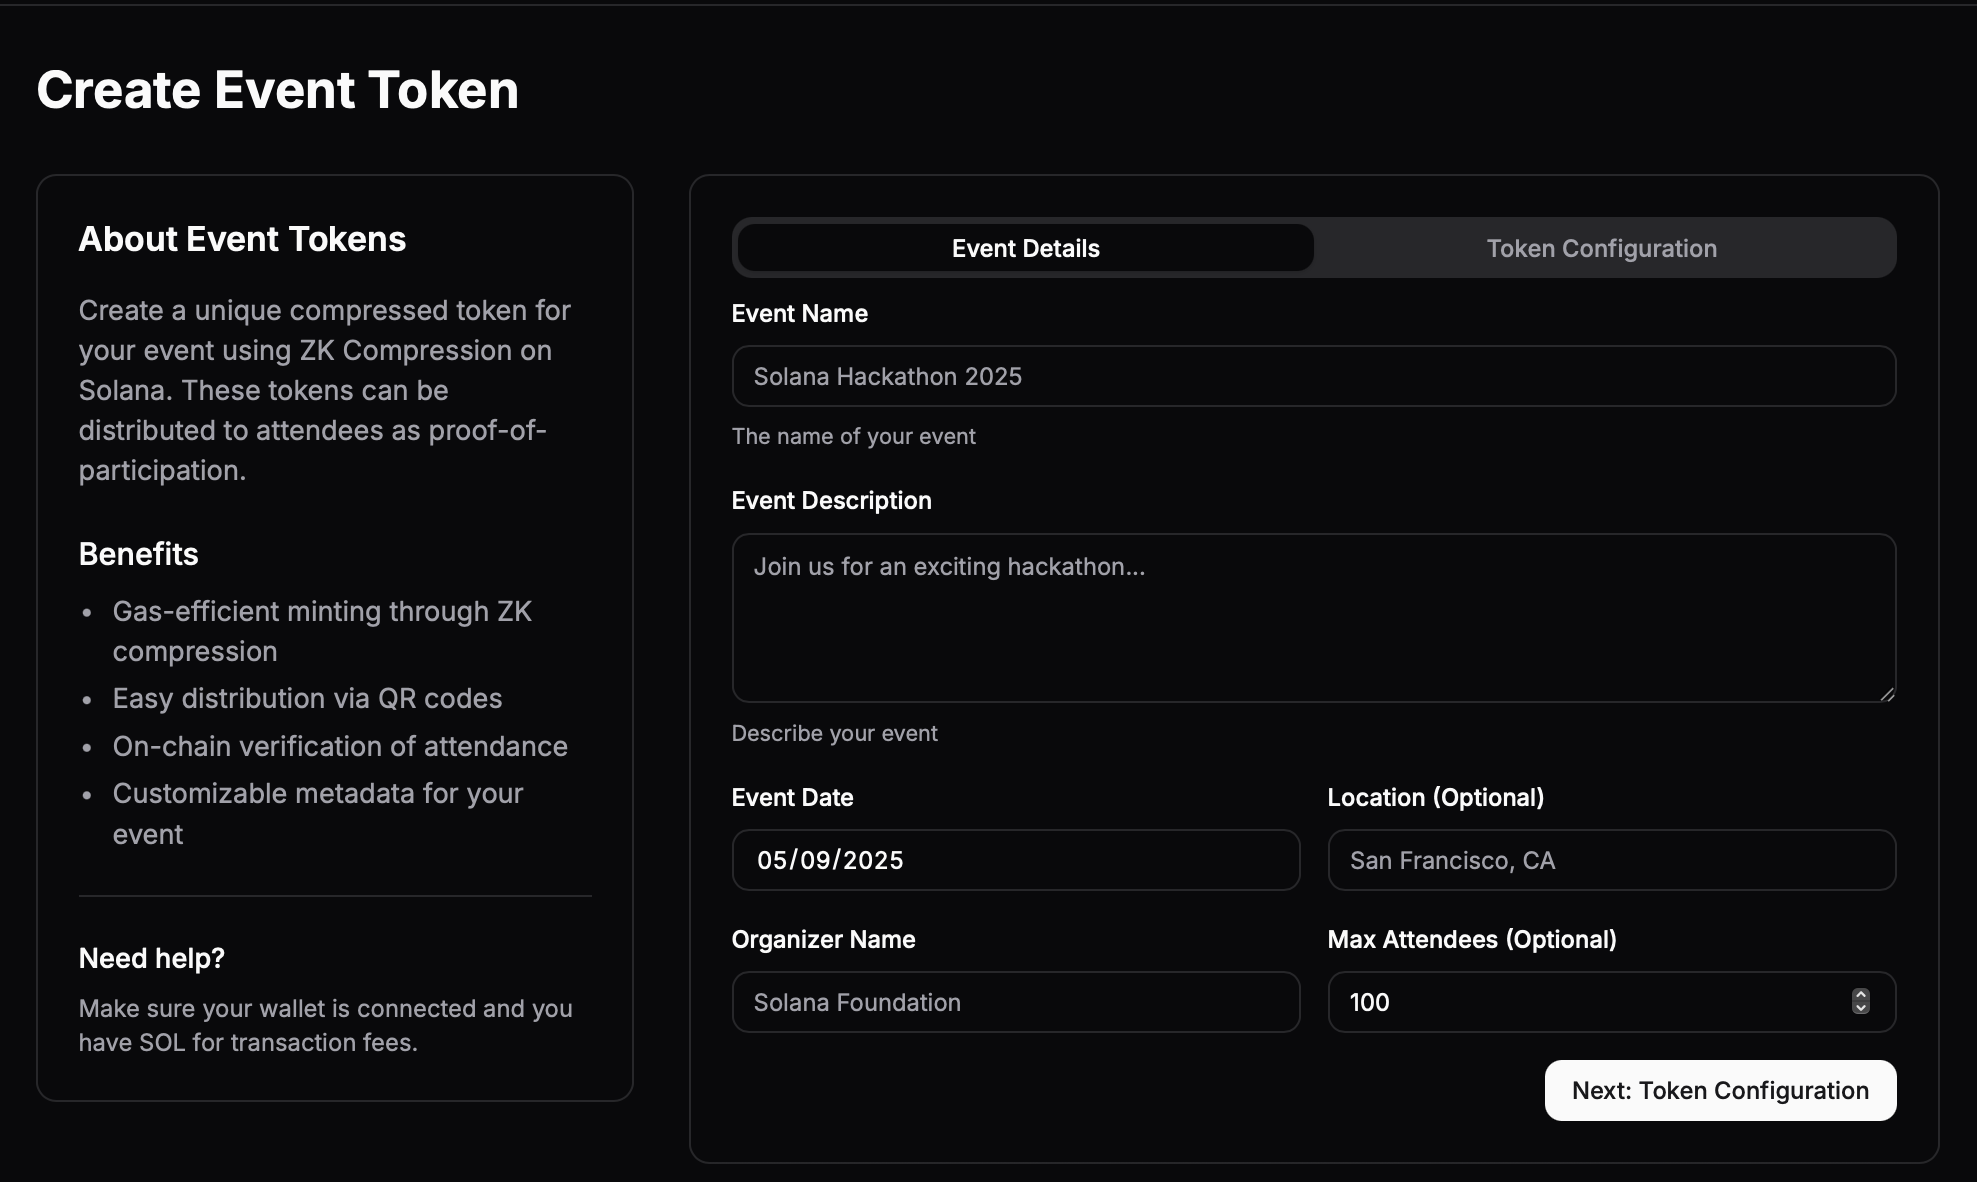 Create Event Token
About Event Tokens
Create a unique compressed token for
your event using ZK Compression on
Solana. These tokens can be
distributed to attendees as proof-of-
participation.
Benefits
• Gas-efficient minting through ZK
compression
• Easy distribution via QR codes
• On-chain verification of attendance
• Customizable metadata for your
event
Need help?
Make sure your wallet is connected and you
have SOL for transaction fees.
Event Details
Token Configuration
Event Name
Solana Hackathon 2025
The name of your event
Event Description
Join us for an exciting hackathon...
Describe your event
Event Date
05/09/2025
Location (Optional)
San Francisco, CA
Organizer Name
Solana Foundation
Max Attendees (Optional)
100
Next: Token Configuration